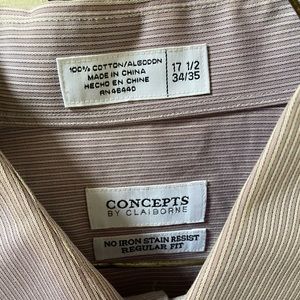 100% COTTON/ALGODON
MADE IN CHINA
HECHO EN CHINE
RN48440
17 1/2
34/35
CONCEPTS
BY CLAIBORNE
NO IRON STAIN RESIST
REGULAR FIT